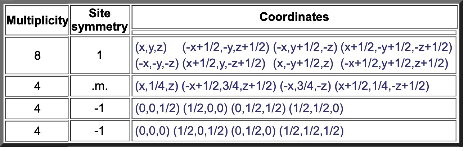 Multiplicity Site symmetry Coordinates
8 1 (x,y,z) (-x+1/2,-y,z+1/2) (-x,y+1/2,-z) (x+1/2,-y+1/2,-z+1/2)
(-x,-y,-z) (x+1/2,y,-z+1/2) (x,-y+1/2,z) (-x+1/2,y+1/2,z+1/2)
4 .m. (x,1/4,z) (-x+1/2,3/4,z+1/2) (-x,3/4,-z) (x+1/2,1/4,-z+1/2)
4 -1 (0,0,1/2) (1/2,0,0) (0,1/2,1/2) (1/2,1/2,0)
4 -1 (0,0,0) (1/2,0,1/2) (0,1/2,0) (1/2,1/2,1/2)